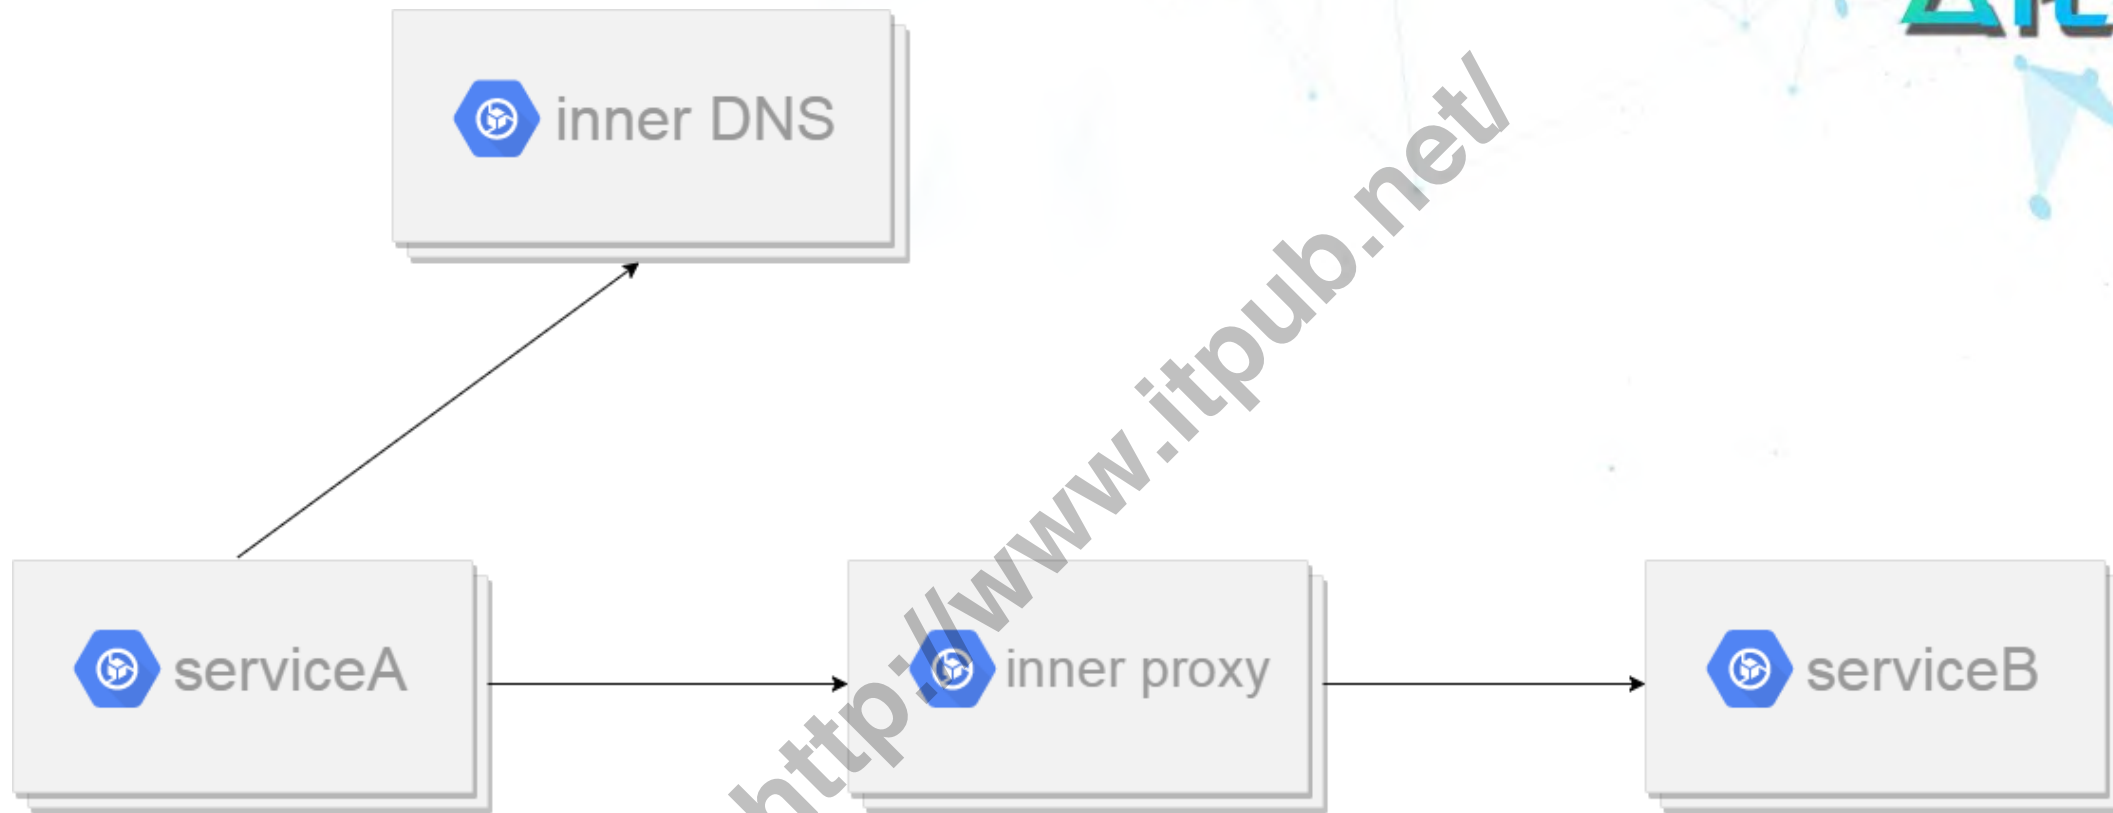 inner DNS
http://www.itpub.net/
serviceA
inner proxy
serviceB